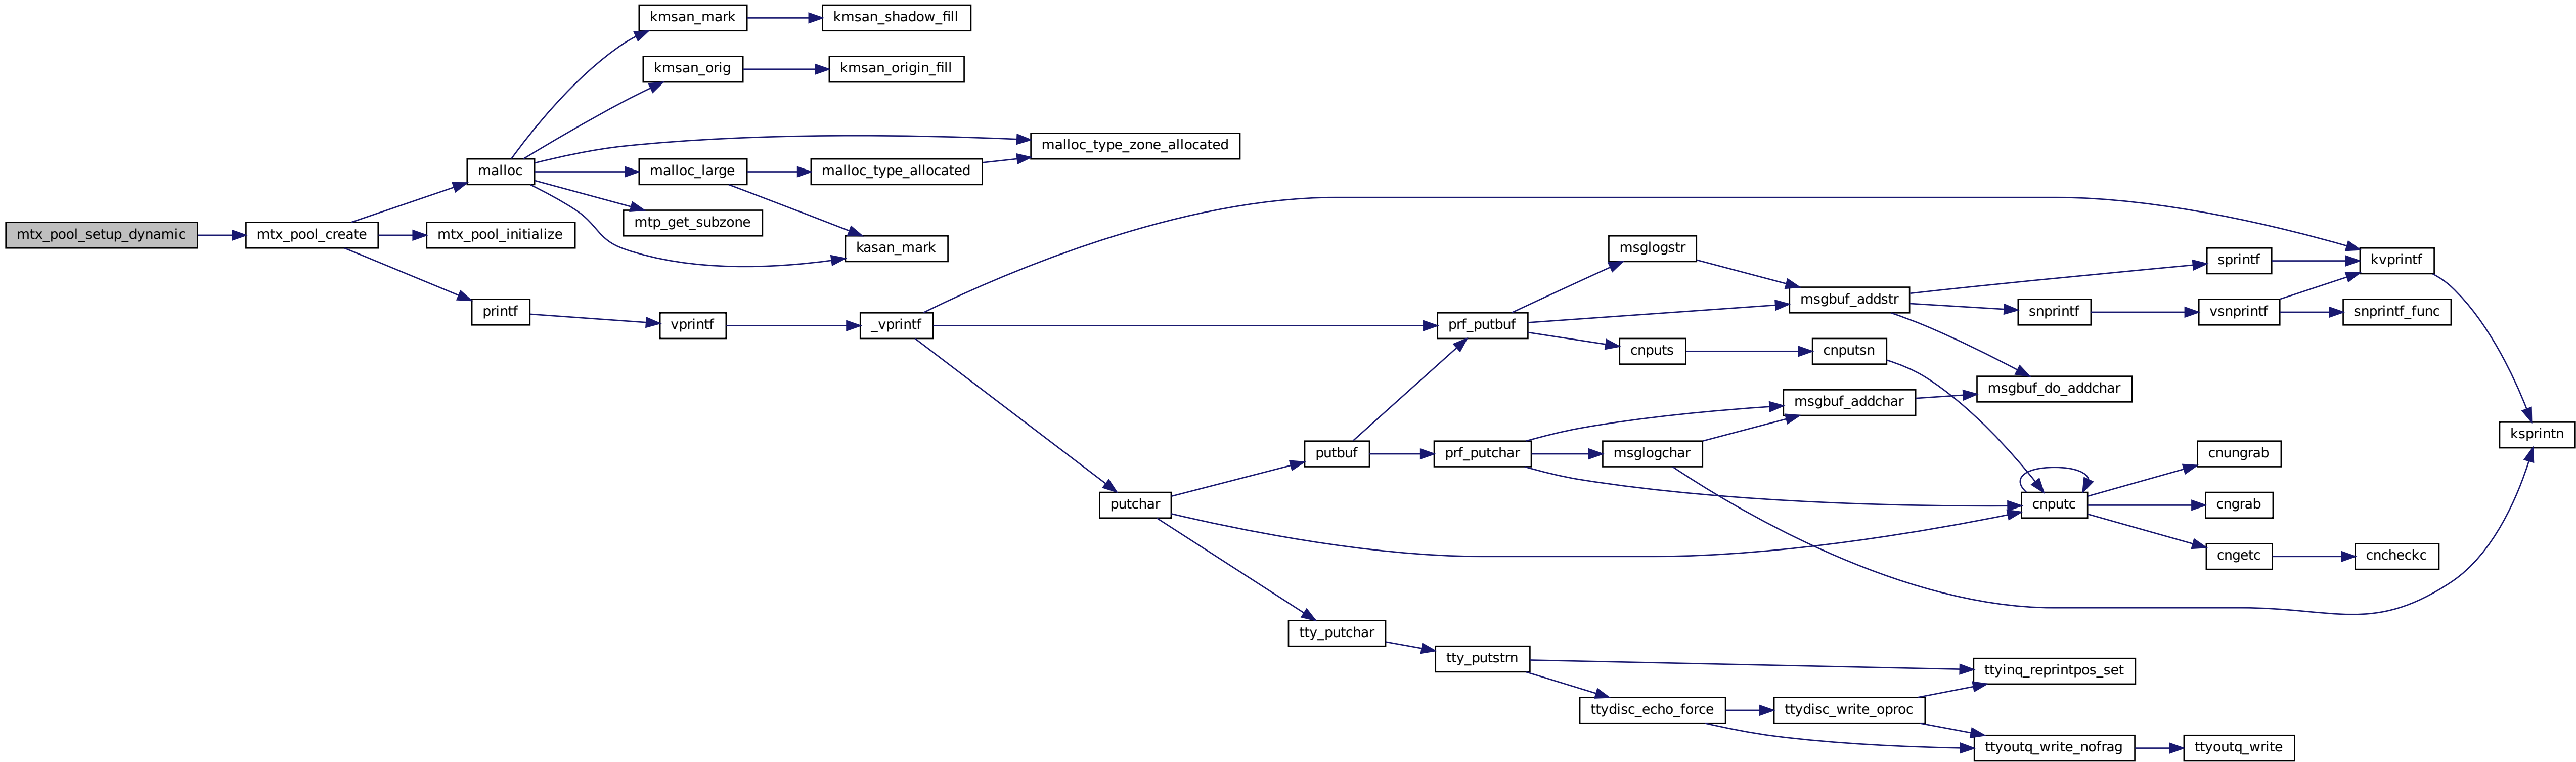 mtx_pool_setup_dynamic
mtx_pool_create
malloc
mtx_pool_initialize
printf
kmsan_mark
kmsan_shadow_fill
kmsan_orig
kmsan_origin_fill
malloc_type_zone_allocated
malloc_large
malloc_type_allocated
mtp_get_subzone
kasan_mark
vprintf
_vprintf
kvprintf
ksprintn
prf_putbuf
msglogstr
msgbuf_addstr
sprintf
snprintf
vsnprintf
snprintf_func
cnputs
cnputsn
msgbuf_do_addchar
msgbuf_addchar
putchar
putbuf
prf_putchar
msglogchar
cnputc
cnungrab
cngrab
cngetc
cncheckc
tty_putchar
tty_putstrn
ttyinq_reprintpos_set
ttydisc_echo_force
ttydisc_write_oproc
ttyoutq_write_nofrag
ttyoutq_write